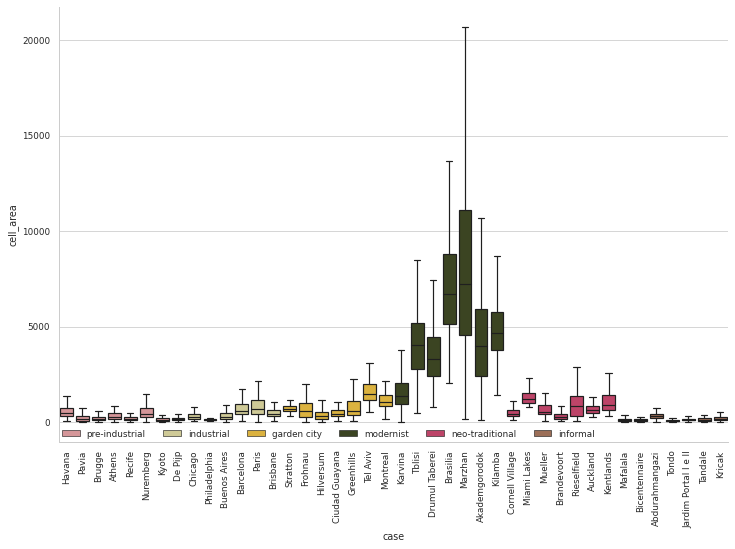 20000
15000
10000
5000
0
cell_area
pre-industrial industrial garden city modernist neo-traditional informal
Havana
Pavia
Brugge
Athens
Recife
Nuremberg
Kyoto
De Pijp
Chicago
Philadelphia
Buenos Aires
Barcelona
Paris
Brisbane
Stratton
Frohnau
Hilversum
Ciudad Guayana
Greenhills
Tel Aviv
Montreal
Karvina
Tbilisi
Drumul Taberei
Brasilia
Marzhan
Akademgorodok
Kilamba
Cornell Village
Miami Lakes
Mueller
Brandevoort
Rieselfield
Auckland
Kentlands
Mafalala
Bicentennaire
Abdurahmangazi
Tondo
Jardim Portal I e II
Tandale
Kricak
case